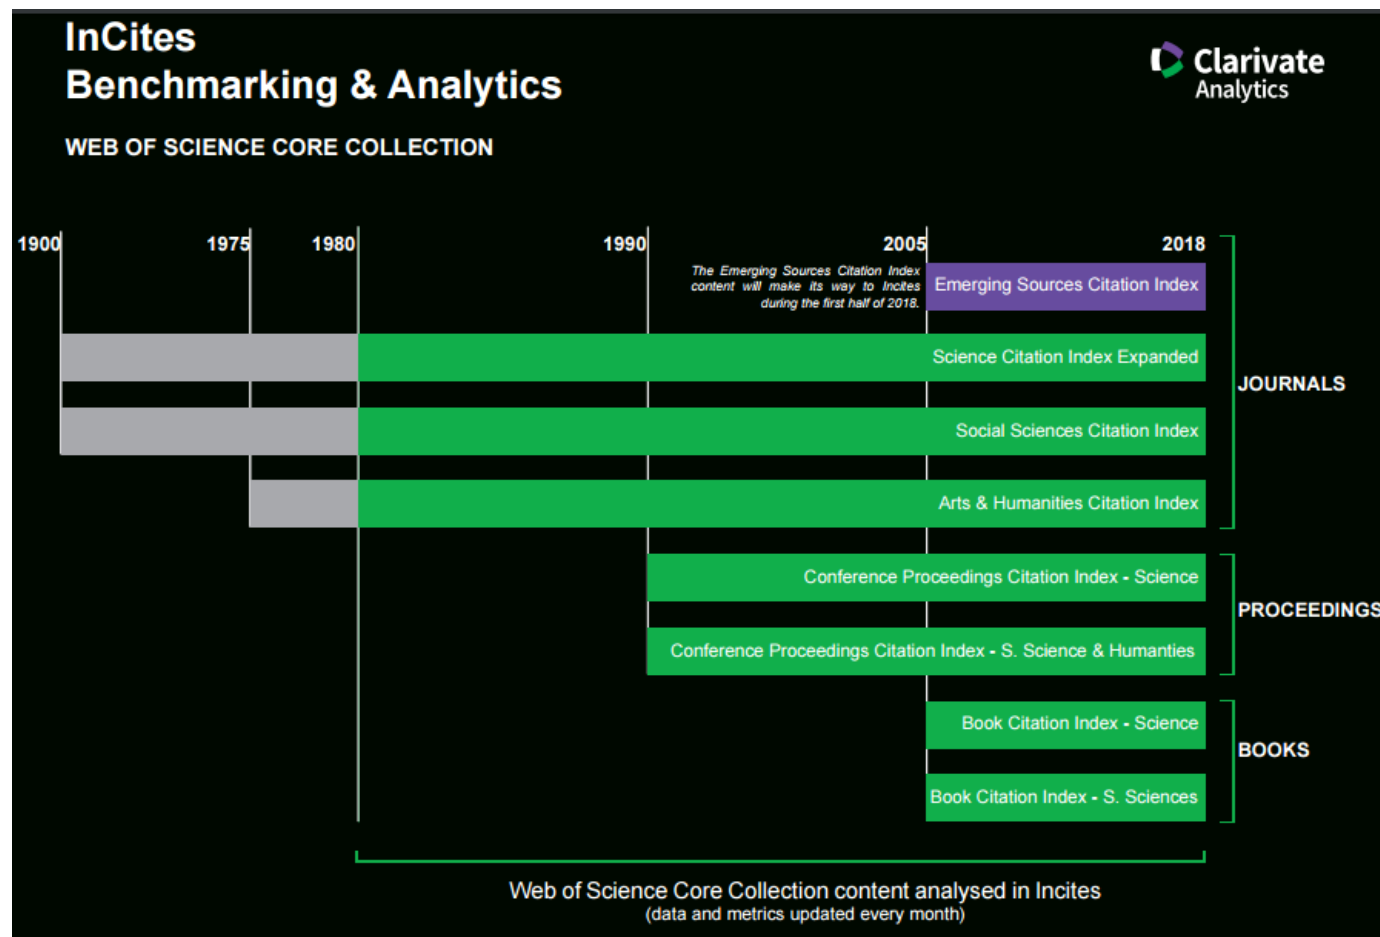 InCites
Benchmarking & Analytics
Clarivate
Analytics
WEB OF SCIENCE CORE COLLECTION
1900
1975
1980
1990
2005
2018
The Emerging Sources Citation Index
content will make its way to Incites
during the first half of 2018.
Emerging Sources Citation Index
Science Citation Index Expanded
JOURNALS
Social Sciences Citation Index
Arts & Humanities Citation Index
Conference Proceedings Citation Index - Science
PROCEEDINGS
Conference Proceedings Citation Index - S. Science & Humanties
Book Citation Index - Science
BOOKS
Book Citation Index - S. Sciences
Web of Science Core Collection content analysed in Incites
(data and metrics updated every month)